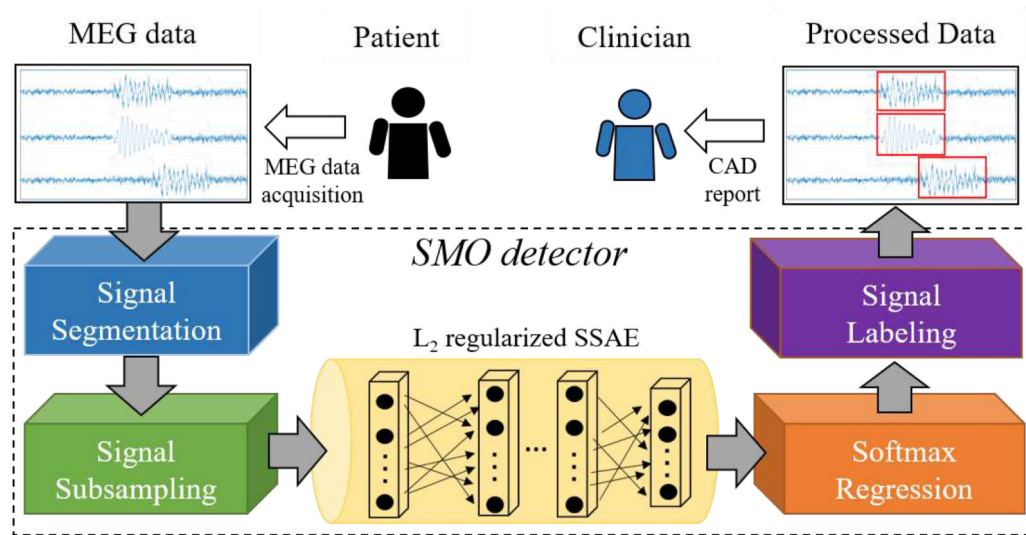 MEG data
Patient
Clinician
Processed Data
MEG data
acquisition
CAD
report
SMO detector
Signal
Segmentation
L₂ regularized SSAE
Signal
Labeling
Signal
Subsampling
...
Softmax
Regression